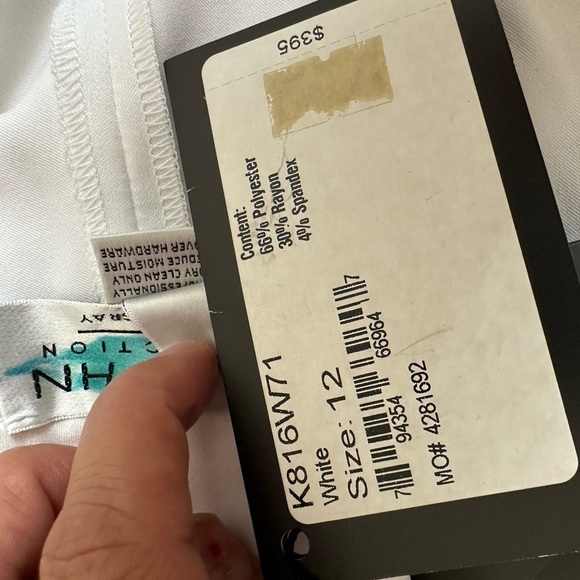 $395
Content:
66% Polyester
30% Rayon
4% Spandex
K816W71
White
Size: 12
7 94354 66964 7
MO# 4281692
PROFESSIONALLY
DRY CLEAN ONLY
REDUCE MOISTURE
OVER HARDWARE